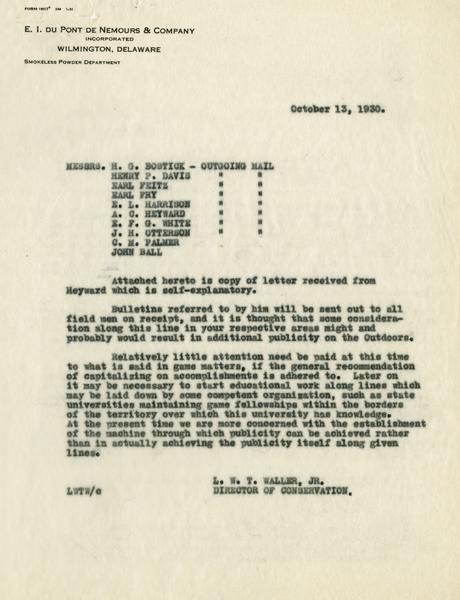 E. I. DU PONT DE NEMOURS & COMPANY
INCORPORATED
WILMINGTON, DELAWARE
SMOKELESS POWDER DEPARTMENT
October 13, 1930.
MESSRS. H. G. BOSTICK - OUTGOING MAIL
HENRY P. DAVIS " "
EARL FEITZ " "
EARL FRY " "
E. L. HARRISON " "
A. C. HEYWARD " "
E. F. G. WHITE " "
J. H. OTTERSON " "
C. M. PALMER
JOHN BALL
Attached hereto is copy of letter received from
Heyward which is self-explanatory.
Bulletins referred to by him will be sent out to all
field men on receipt, and it is thought that some considera-
tion along this line in your respective areas might and
probably would result in additional publicity on the Outdoors.
Relatively little attention need be paid at this time
to what is said in game matters, if the general recommendation
of capitalizing on accomplishments is adhered to. Later on
it may be necessary to start educational work along lines which
may be laid down by some competent organization, such as state
universities maintaining game fellowships within the borders
of the territory over which this university has knowledge.
At the present time we are more concerned with the establishment
of the machine through which publicity can be achieved rather
than in actually achieving the publicity itself along given
lines.
L. W. T. WALLER, JR.
LWTW/c DIRECTOR OF CONSERVATION.